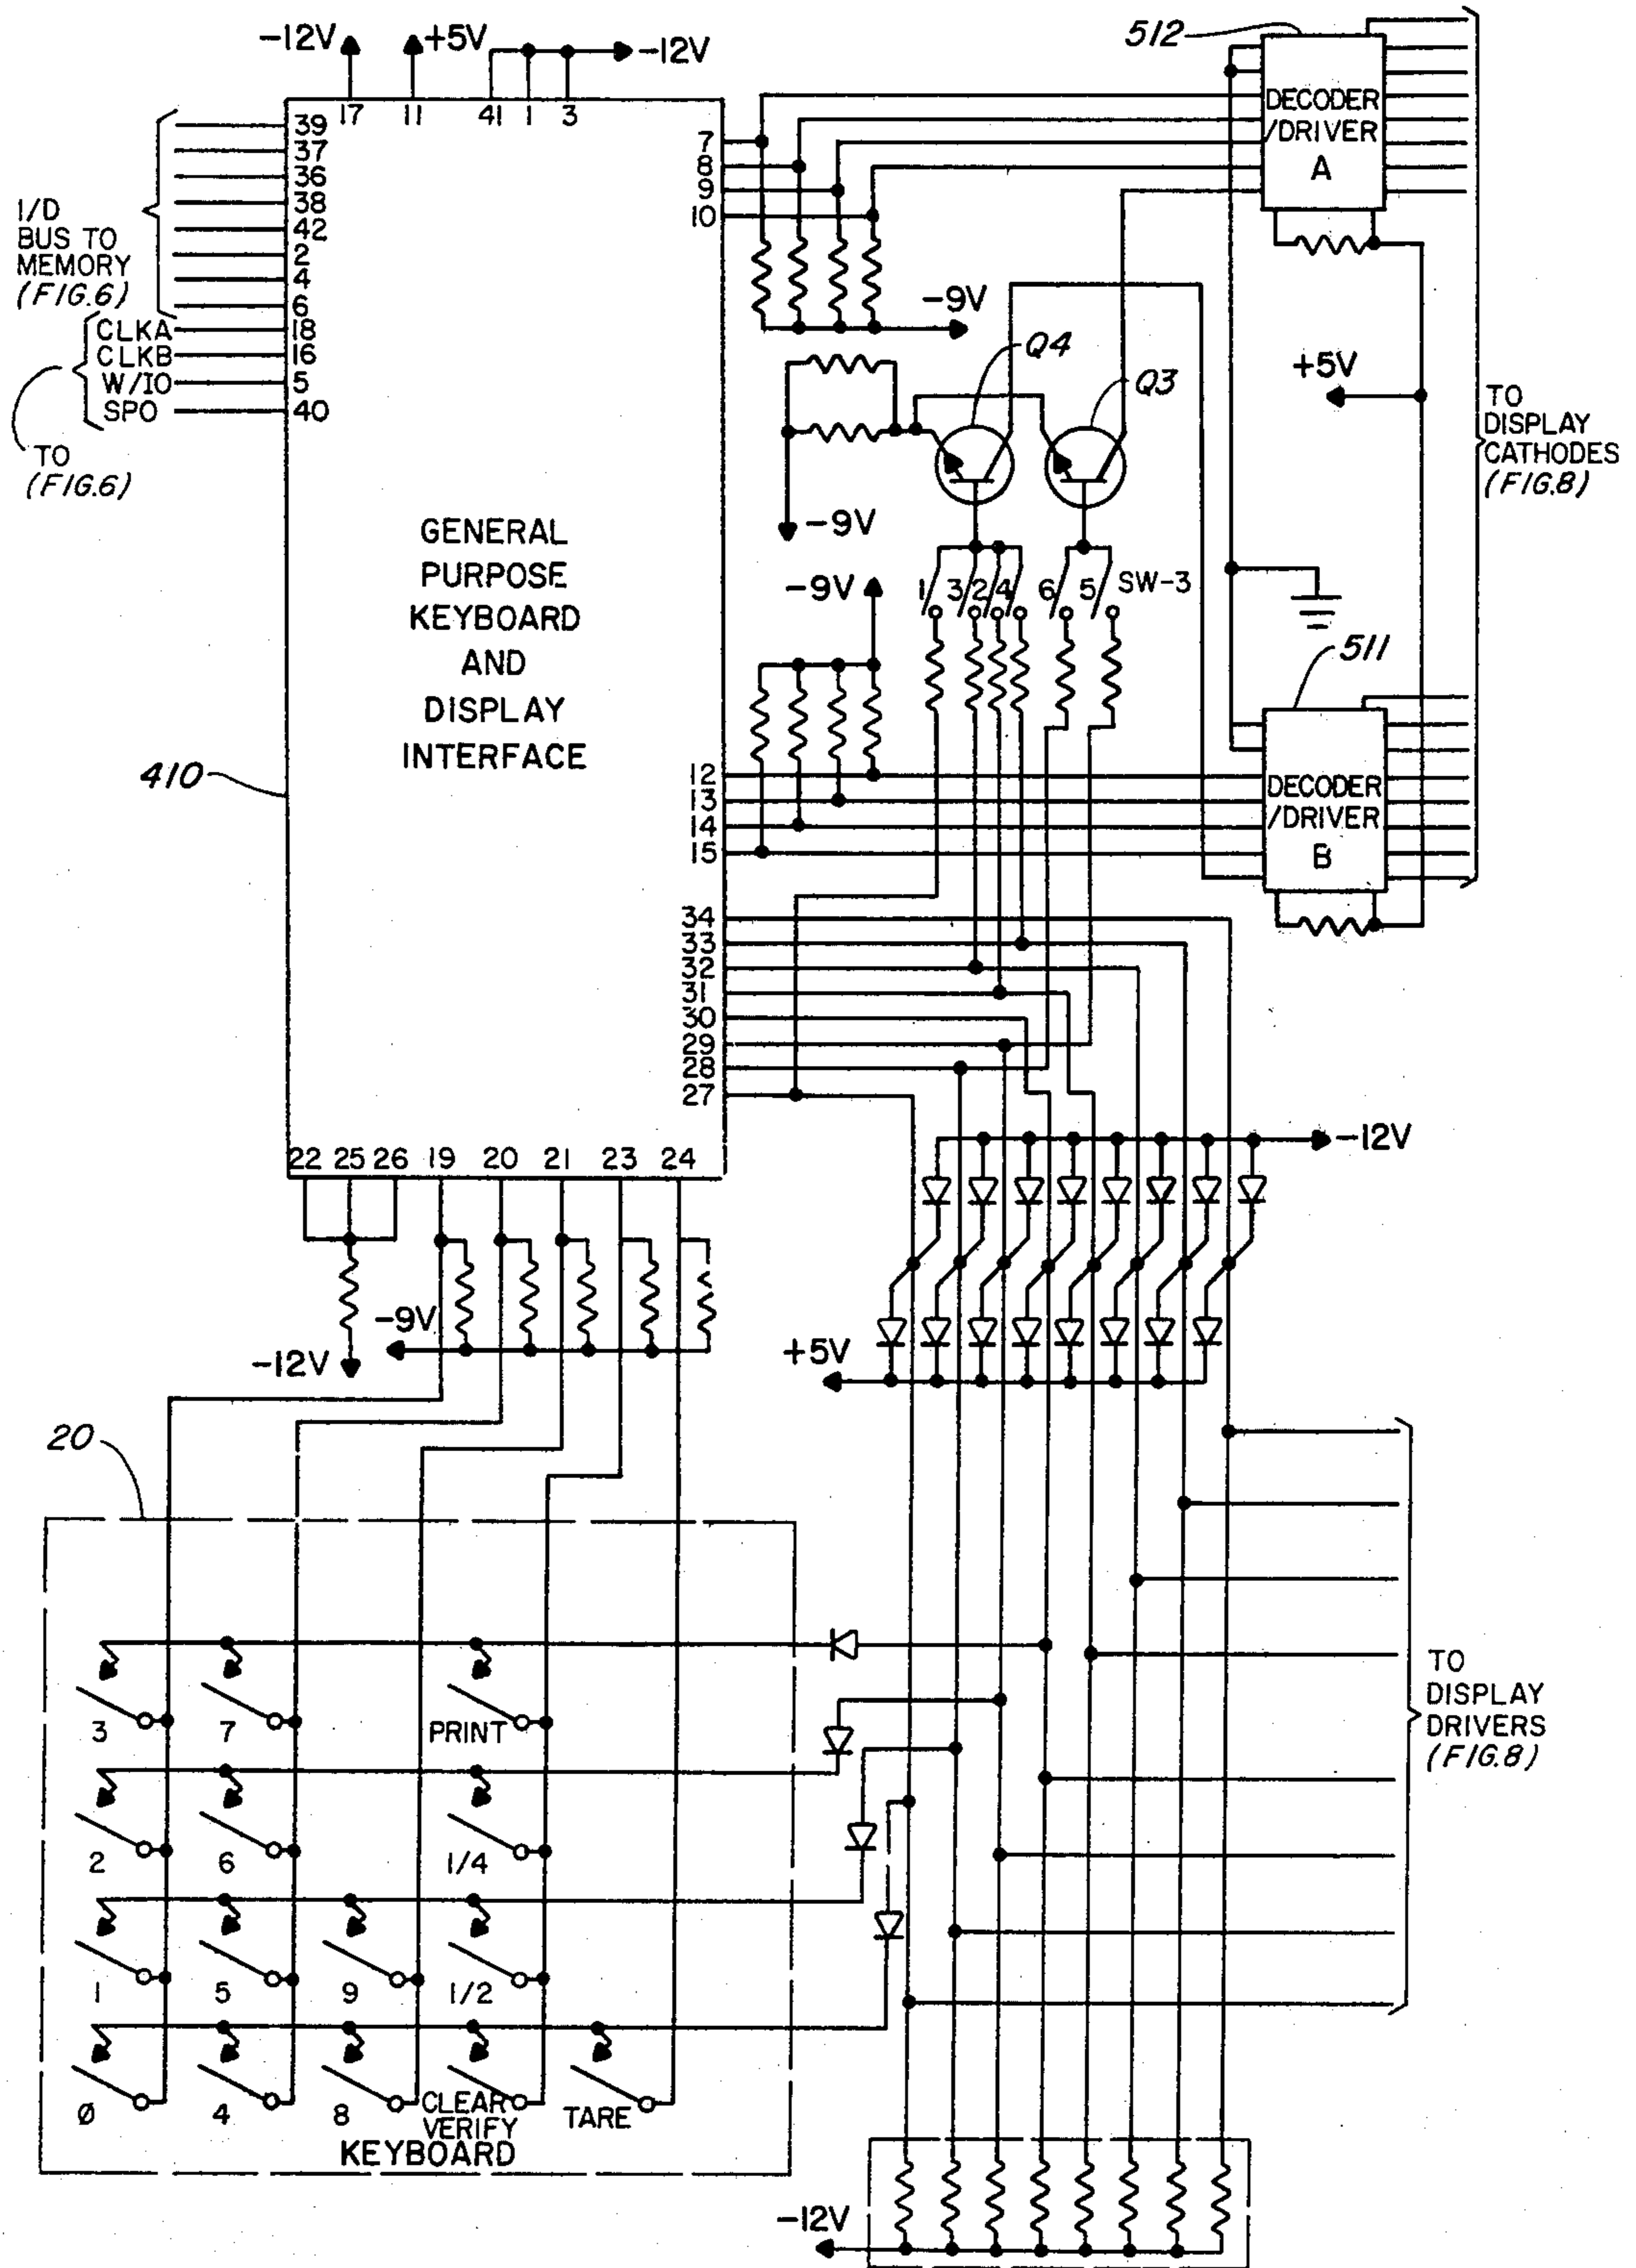 -12V
+5V
-12V
17 11 41 1 3
39
37
36
38
42
2
4
6
18
16
5
40
I/D
BUS TO
MEMORY
(FIG.6)
CLKA
CLKB
W/IO
SPO
TO
(FIG.6)
7
8
9
10
512
DECODER
/DRIVER
A
-9V
Q4
Q3
+5V
TO
DISPLAY
CATHODES
(FIG.8)
-9V
GENERAL
PURPOSE
KEYBOARD
AND
DISPLAY
INTERFACE
-9V
1 3 2 4 6 5 SW-3
511
410
12
13
14
15
DECODER
/DRIVER
B
34
33
32
31
30
29
28
27
-12V
22 25 26 19 20 21 23 24
-9V
-12V
+5V
20
3 7 PRINT
2 6 1/4
1 5 9 1/2
Ø 4 8 CLEAR
VERIFY
TARE
KEYBOARD
TO
DISPLAY
DRIVERS
(FIG.8)
-12V